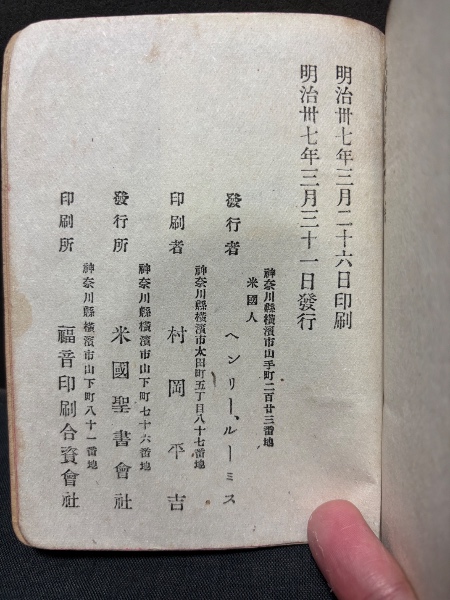 明治卅七年三月二十六日印刷
明治卅七年三月三十一日發行
神奈川縣橫濱市山手町二百廿三番地
米國人
發行者 ヘンリー、ルーミス
神奈川縣橫濱市太田町五丁目八十七番地
印刷者 村岡平吉
神奈川縣橫濱市山下町七十六番地
發行所 米國聖書會社
神奈川縣橫濱市山下町八十一番地
印刷所 福音印刷合資會社